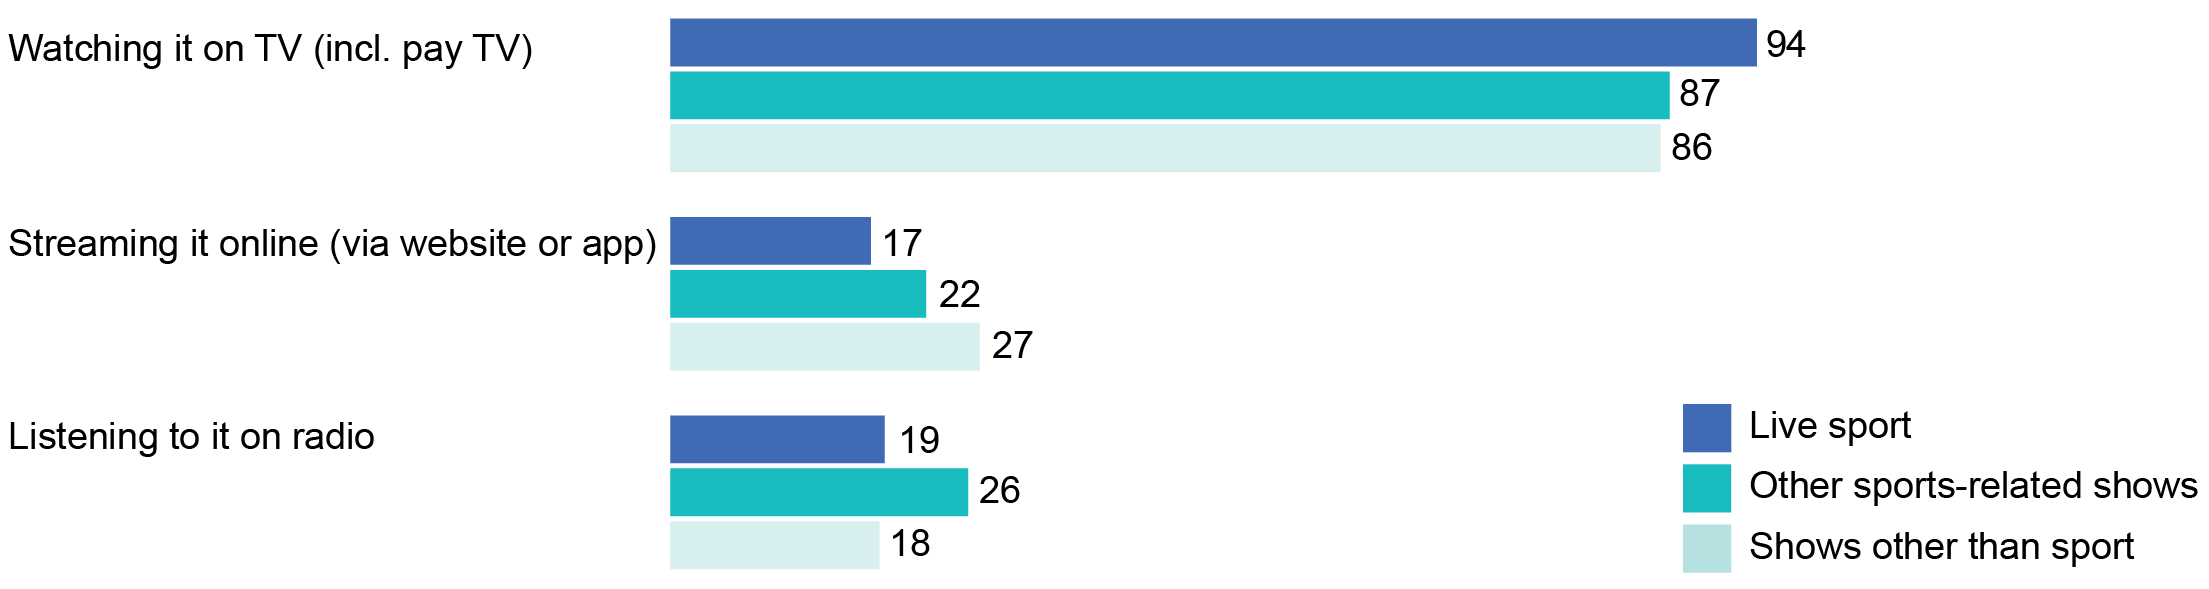 Watching it on TV (incl. pay TV)
94
87
86
Streaming it online (via website or app)
17
22
27
Listening to it on radio
19
26
18
Live sport
Other sports-related shows
Shows other than sport